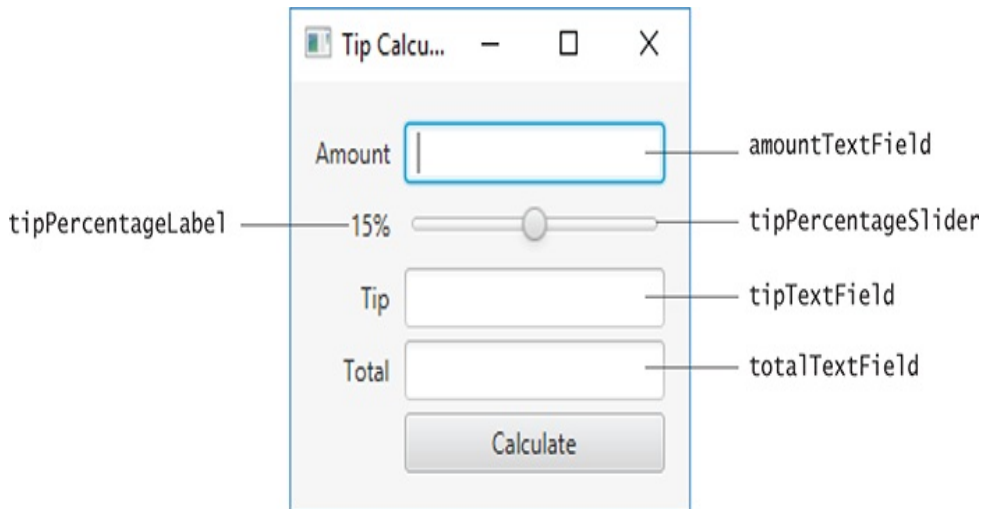 Tip Calcu...
Amount
amountTextField
tipPercentageLabel
15%
tipPercentageSlider
Tip
tipTextField
Total
totalTextField
Calculate